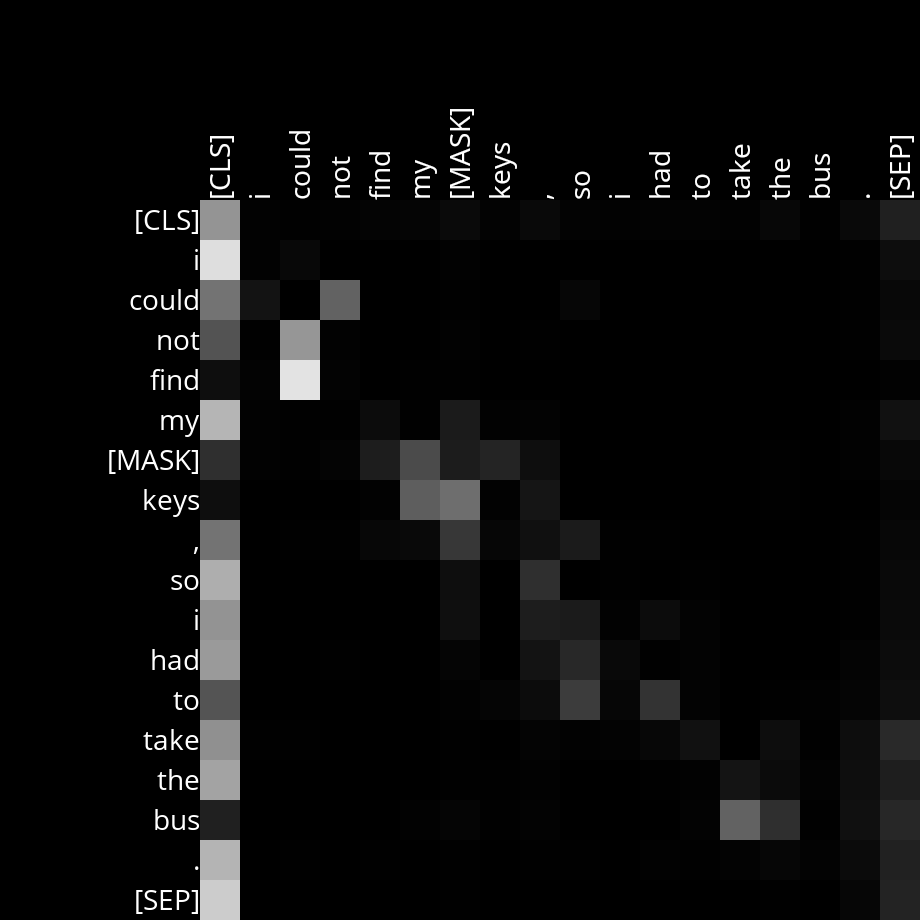 [CLS] i could not find my [MASK] keys , so i had to take the bus . [SEP]
[CLS]
i
could
not
find
my
[MASK]
keys
,
so
i
had
to
take
the
bus
.
[SEP]